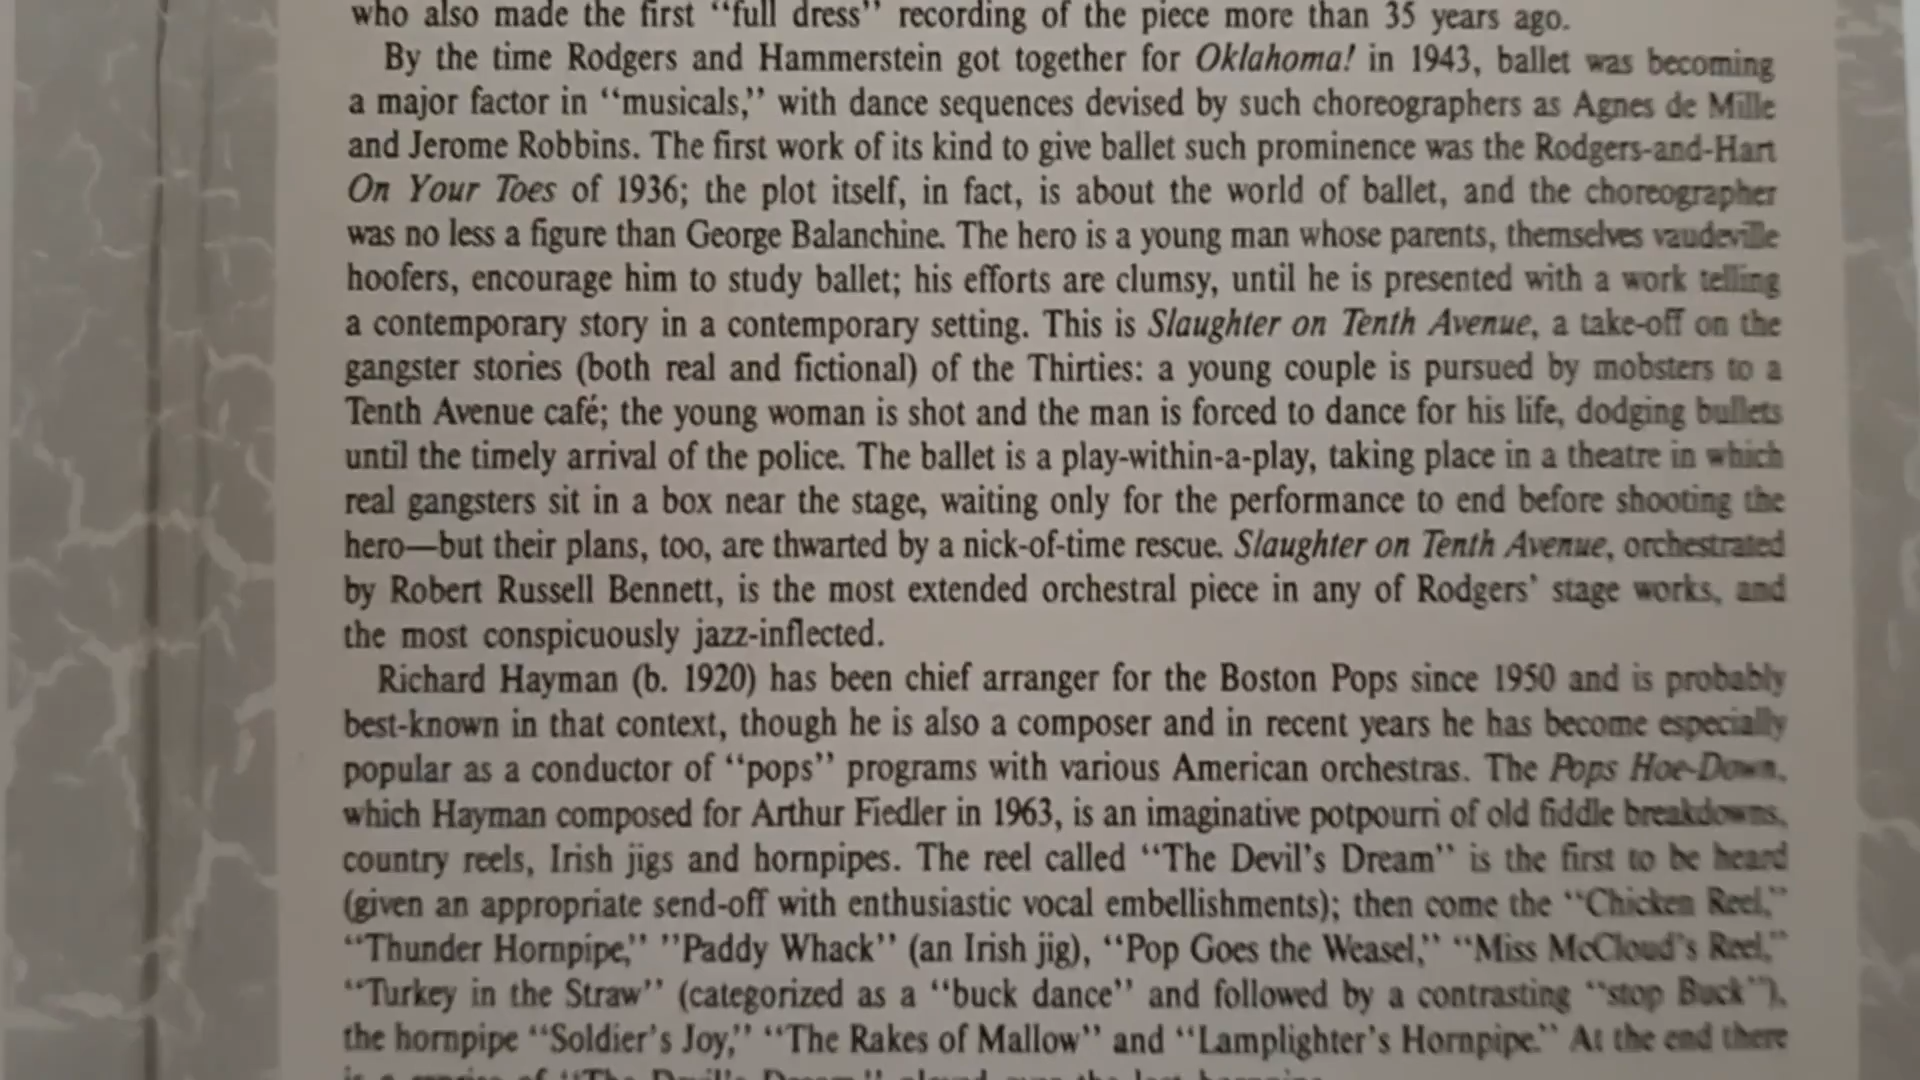 who also made the first “full dress” recording of the piece more than 35 years ago.
By the time Rodgers and Hammerstein got together for Oklahoma! in 1943, ballet was becoming
a major factor in “musicals,” with dance sequences devised by such choreographers as Agnes de Mille
and Jerome Robbins. The first work of its kind to give ballet such prominence was the Rodgers-and-Hart
On Your Toes of 1936; the plot itself, in fact, is about the world of ballet, and the choreographer
was no less a figure than George Balanchine. The hero is a young man whose parents, themselves vaudeville
hoofers, encourage him to study ballet; his efforts are clumsy, until he is presented with a work telling
a contemporary story in a contemporary setting. This is Slaughter on Tenth Avenue, a take-off on the
gangster stories (both real and fictional) of the Thirties: a young couple is pursued by mobsters to a
Tenth Avenue café; the young woman is shot and the man is forced to dance for his life, dodging bullets
until the timely arrival of the police. The ballet is a play-within-a-play, taking place in a theatre in which
real gangsters sit in a box near the stage, waiting only for the performance to end before shooting the
hero—but their plans, too, are thwarted by a nick-of-time rescue. Slaughter on Tenth Avenue, orchestrated
by Robert Russell Bennett, is the most extended orchestral piece in any of Rodgers’ stage works, and
the most conspicuously jazz-inflected.
Richard Hayman (b. 1920) has been chief arranger for the Boston Pops since 1950 and is probably
best-known in that context, though he is also a composer and in recent years he has become especially
popular as a conductor of “pops” programs with various American orchestras. The Pops Hoe-Down,
which Hayman composed for Arthur Fiedler in 1963, is an imaginative potpourri of old fiddle breakdowns,
country reels, Irish jigs and hornpipes. The reel called “The Devil’s Dream” is the first to be heard
(given an appropriate send-off with enthusiastic vocal embellishments); then come the “Chicken Reel,”
“Thunder Hornpipe,” ”Paddy Whack” (an Irish jig), “Pop Goes the Weasel,” “Miss McCloud’s Reel,”
“Turkey in the Straw” (categorized as a “buck dance” and followed by a contrasting “stop Buck”),
the hornpipe “Soldier’s Joy,” “The Rakes of Mallow” and “Lamplighter’s Hornpipe.” At the end there